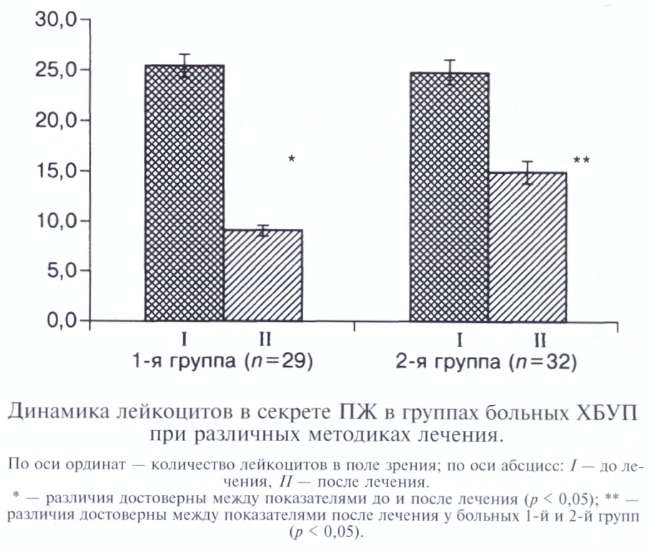 30,0
25,0
20,0
15,0
10,0
5,0
0,0
*
**
I II I II
1-я группа (n=29) 2-я группа (n=32)
Динамика лейкоцитов в секрете ПЖ в группах больных ХБУП
при различных методиках лечения.
По оси ординат — количество лейкоцитов в поле зрения; по оси абсцисс: I — до ле-
чения, II — после лечения.
* — различия достоверны между показателями до и после лечения (p < 0,05); ** —
различия достоверны между показателями после лечения у больных 1-й и 2-й групп
(p < 0,05).